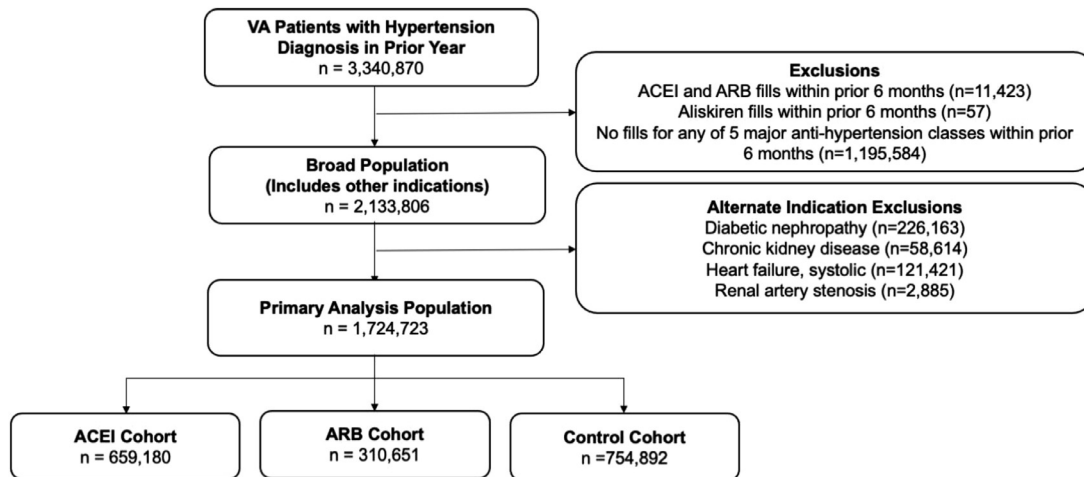 VA Patients with Hypertension
Diagnosis in Prior Year
n = 3,340,870
Exclusions
ACEI and ARB fills within prior 6 months (n=11,423)
Aliskiren fills within prior 6 months (n=57)
No fills for any of 5 major anti-hypertension classes within prior
6 months (n=1,195,584)
Broad Population
(Includes other indications)
n = 2,133,806
Alternate Indication Exclusions
Diabetic nephropathy (n=226,163)
Chronic kidney disease (n=58,614)
Heart failure, systolic (n=121,421)
Renal artery stenosis (n=2,885)
Primary Analysis Population
n = 1,724,723
ACEI Cohort
n = 659,180
ARB Cohort
n = 310,651
Control Cohort
n =754,892